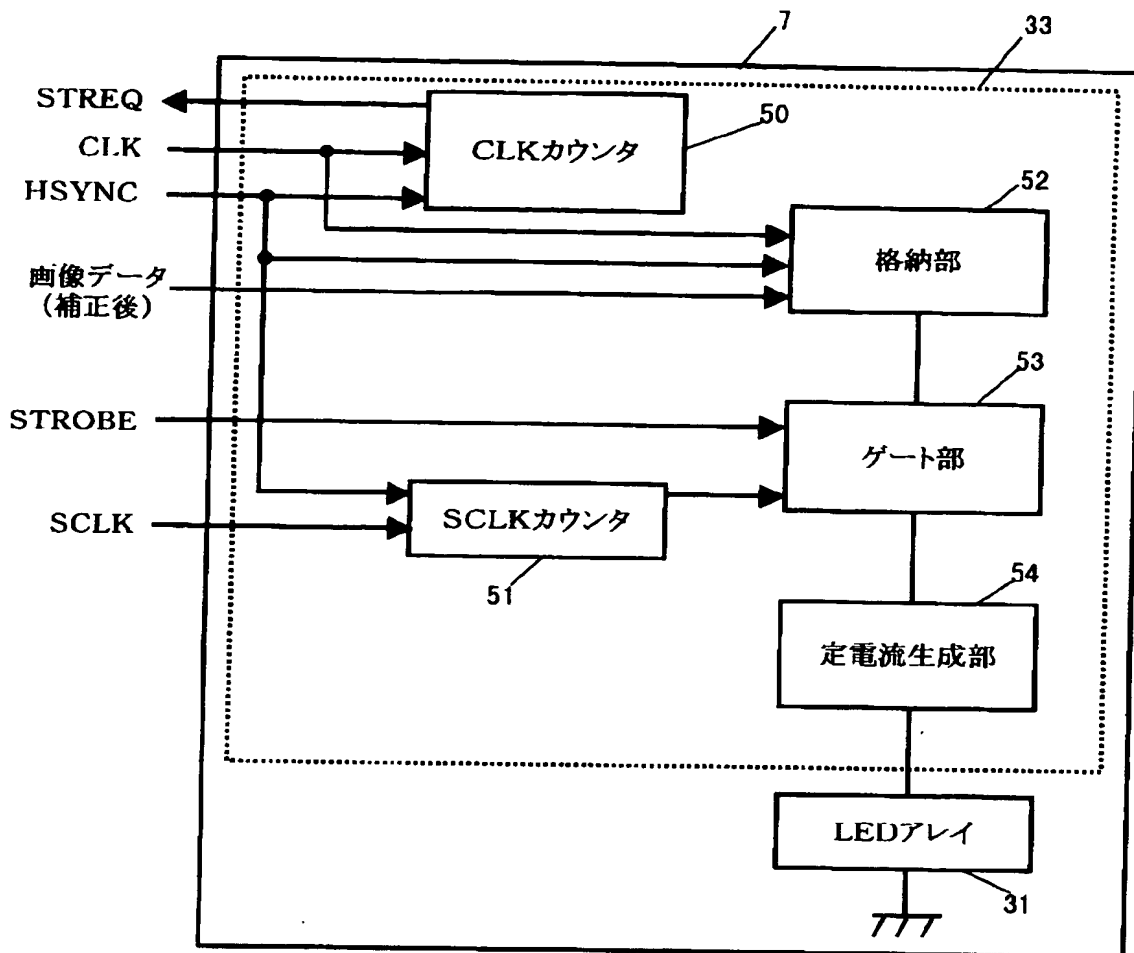 7
33
STREQ
CLK
HSYNC
画像データ
(補正後)
STROBE
SCLK
CLKカウンタ
50
52
格納部
53
ゲート部
SCLKカウンタ
51
54
定電流生成部
LEDアレイ
31